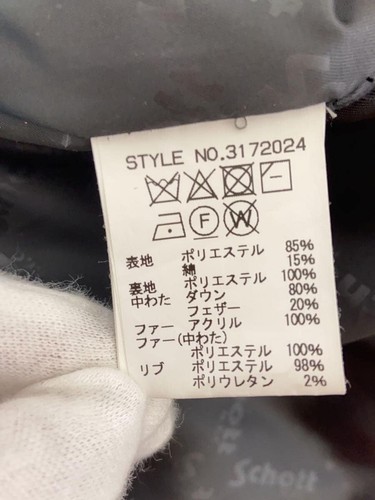 STYLE NO.3172024
F W
表地 ポリエステル 85%
綿 15%
裏地 ポリエステル 100%
中わた ダウン 80%
フェザー 20%
ファー アクリル 100%
ファー(中わた)
ポリエステル 100%
リブ ポリエステル 98%
ポリウレタン 2%
Schott